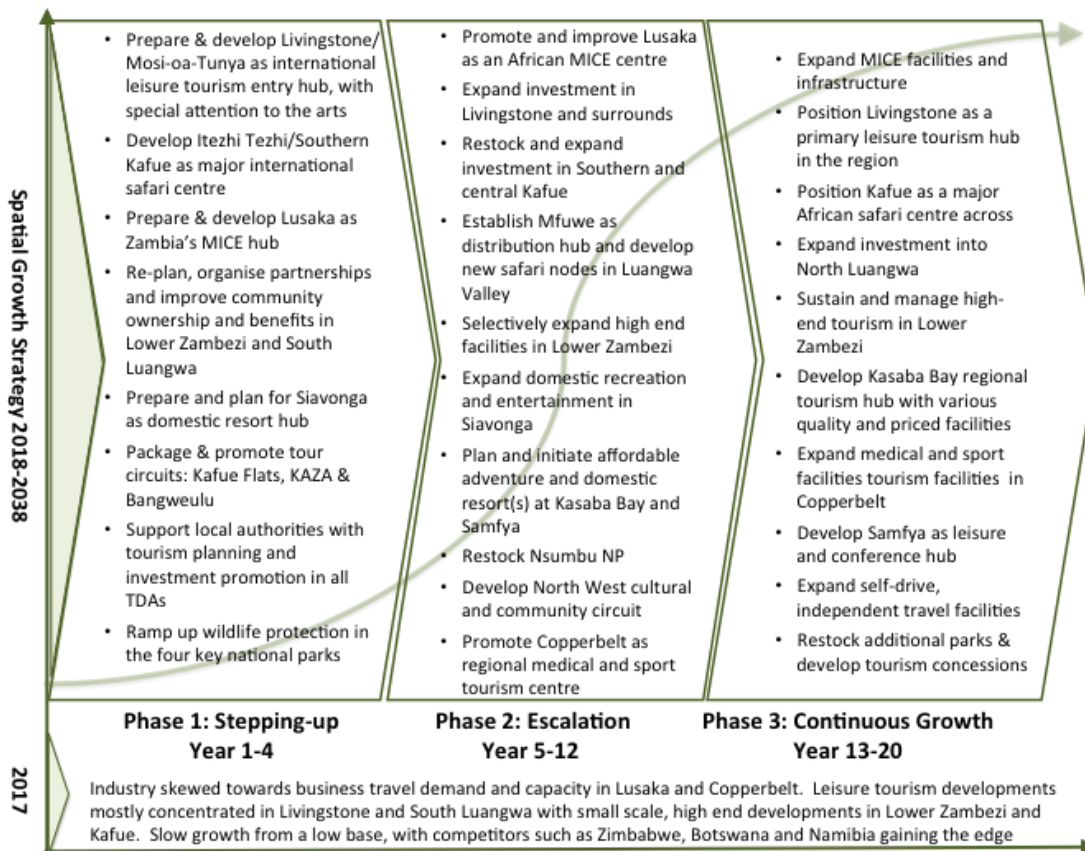 Spatial Growth Strategy 2018-2038
• Prepare & develop Livingstone/
Mosi-oa-Tunya as international
leisure tourism entry hub, with
special attention to the arts
• Develop Itezhi Tezhi/Southern
Kafue as major international
safari centre
• Prepare & develop Lusaka as
Zambia's MICE hub
• Re-plan, organise partnerships
and improve community
ownership and benefits in
Lower Zambezi and South
Luangwa
• Prepare and plan for Siavonga
as domestic resort hub
• Package & promote tour
circuits: Kafue Flats, KAZA &
Bangweulu
• Support local authorities with
tourism planning and
investment promotion in all
TDAs
• Ramp up wildlife protection in
the four key national parks
Phase 1: Stepping-up
Year 1-4
• Promote and improve Lusaka
as an African MICE centre
• Expand investment in
Livingstone and surrounds
• Restock and expand
investment in Southern and
central Kafue
• Establish Mfuwe as
distribution hub and develop
new safari nodes in Luangwa
Valley
• Selectively expand high end
facilities in Lower Zambezi
• Expand domestic recreation
and entertainment in
Siavonga
• Plan and initiate affordable
adventure and domestic
resort(s) at Kasaba Bay and
Samfya
• Restock Nsumbu NP
• Develop North West cultural
and community circuit
• Promote Copperbelt as
regional medical and sport
tourism centre
Phase 2: Escalation
Year 5-12
• Expand MICE facilities and
infrastructure
• Position Livingstone as a
primary leisure tourism hub
in the region
• Position Kafue as a major
African safari centre across
• Expand investment into
North Luangwa
• Sustain and manage high-
end tourism in Lower
Zambezi
• Develop Kasaba Bay regional
tourism hub with various
quality and priced facilities
• Expand medical and sport
facilities tourism facilities in
Copperbelt
• Develop Samfya as leisure
and conference hub
• Expand self-drive,
independent travel facilities
• Restock additional parks &
develop tourism concessions
Phase 3: Continuous Growth
Year 13-20
2017
Industry skewed towards business travel demand and capacity in Lusaka and Copperbelt. Leisure tourism developments
mostly concentrated in Livingstone and South Luangwa with small scale, high end developments in Lower Zambezi and
Kafue. Slow growth from a low base, with competitors such as Zimbabwe, Botswana and Namibia gaining the edge